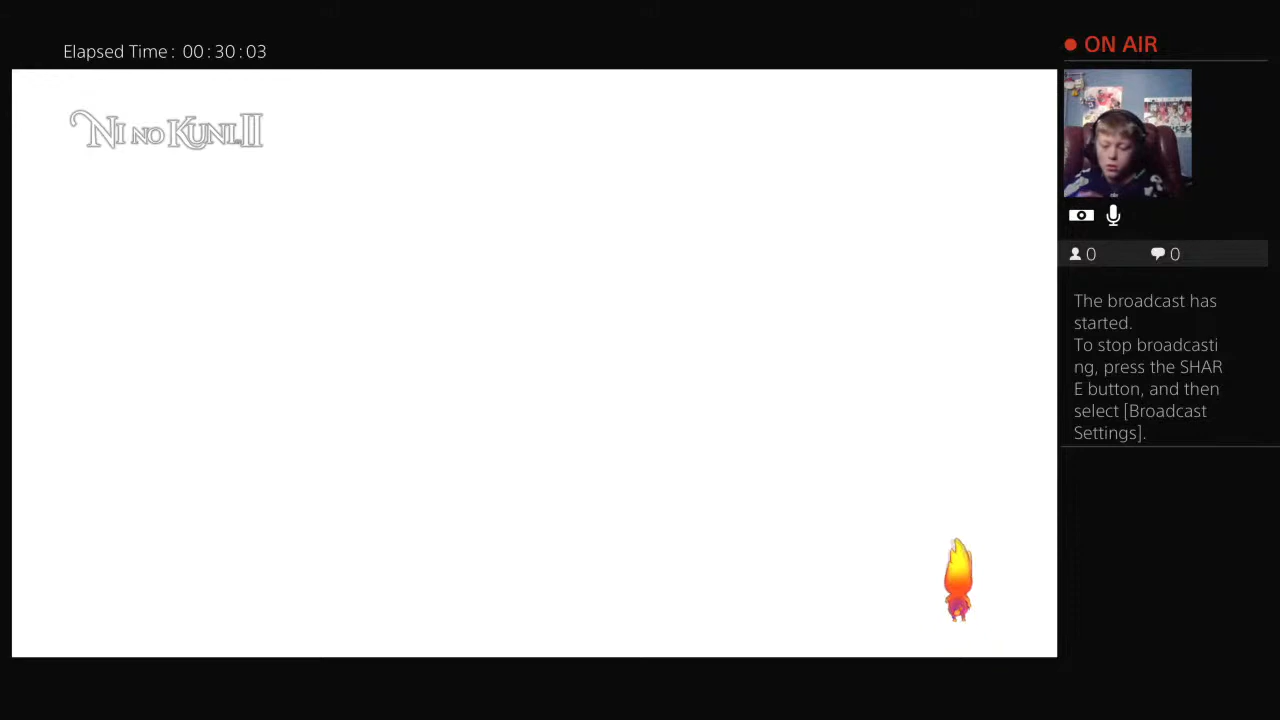 Elapsed Time: 00:30:03
ON AIR
NI NO KUNI II
0
0
The broadcast has
started.
To stop broadcasti
ng, press the SHAR
E button, and then
select [Broadcast
Settings].